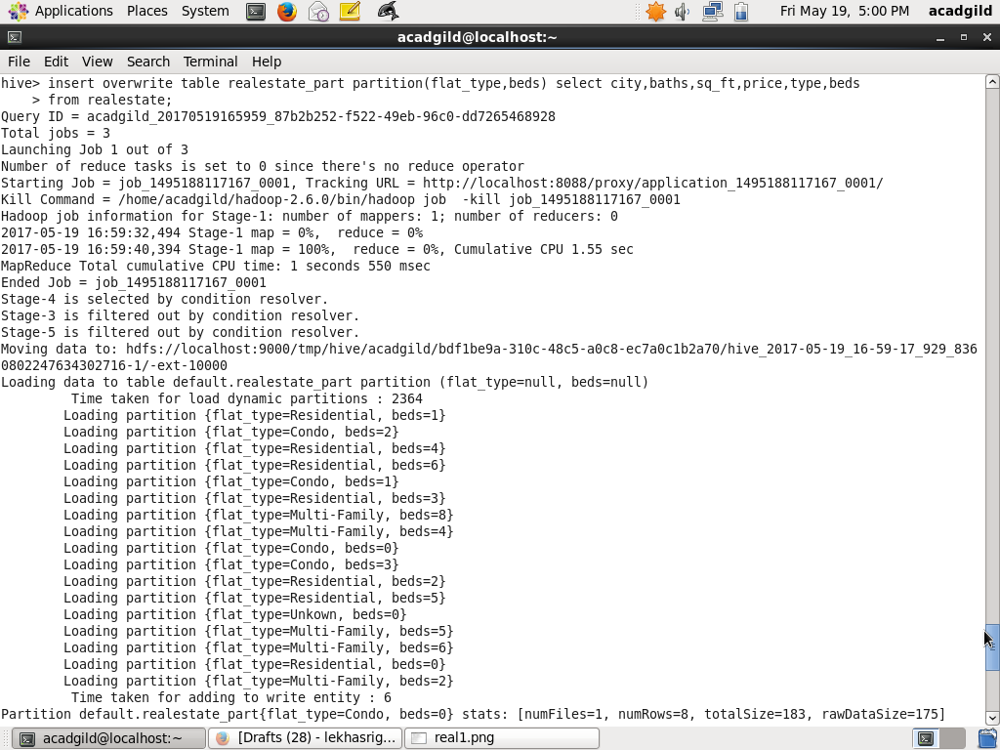 Applications Places System Fri May 19, 5:00 PM acadgild
acadgild@localhost:~
File Edit View Search Terminal Help
hive> insert overwrite table realestate_part partition(flat_type,beds) select city,baths,sq_ft,price,type,beds
    > from realestate;
Query ID = acadgild_20170519165959_87b2b252-f522-49eb-96c0-dd7265468928
Total jobs = 3
Launching Job 1 out of 3
Number of reduce tasks is set to 0 since there's no reduce operator
Starting Job = job_1495188117167_0001, Tracking URL = http://localhost:8088/proxy/application_1495188117167_0001/
Kill Command = /home/acadgild/hadoop-2.6.0/bin/hadoop job  -kill job_1495188117167_0001
Hadoop job information for Stage-1: number of mappers: 1; number of reducers: 0
2017-05-19 16:59:32,494 Stage-1 map = 0%,  reduce = 0%
2017-05-19 16:59:40,394 Stage-1 map = 100%,  reduce = 0%, Cumulative CPU 1.55 sec
MapReduce Total cumulative CPU time: 1 seconds 550 msec
Ended Job = job_1495188117167_0001
Stage-4 is selected by condition resolver.
Stage-3 is filtered out by condition resolver.
Stage-5 is filtered out by condition resolver.
Moving data to: hdfs://localhost:9000/tmp/hive/acadgild/bdf1be9a-310c-48c5-a0c8-ec7a0c1b2a70/hive_2017-05-19_16-59-17_929_836
0802247634302716-1/-ext-10000
Loading data to table default.realestate_part partition (flat_type=null, beds=null)
         Time taken for load dynamic partitions : 2364
        Loading partition {flat_type=Residential, beds=1}
        Loading partition {flat_type=Condo, beds=2}
        Loading partition {flat_type=Residential, beds=4}
        Loading partition {flat_type=Residential, beds=6}
        Loading partition {flat_type=Condo, beds=1}
        Loading partition {flat_type=Residential, beds=3}
        Loading partition {flat_type=Multi-Family, beds=8}
        Loading partition {flat_type=Multi-Family, beds=4}
        Loading partition {flat_type=Condo, beds=0}
        Loading partition {flat_type=Condo, beds=3}
        Loading partition {flat_type=Residential, beds=2}
        Loading partition {flat_type=Residential, beds=5}
        Loading partition {flat_type=Unkown, beds=0}
        Loading partition {flat_type=Multi-Family, beds=5}
        Loading partition {flat_type=Multi-Family, beds=6}
        Loading partition {flat_type=Residential, beds=0}
        Loading partition {flat_type=Multi-Family, beds=2}
         Time taken for adding to write entity : 6
Partition default.realestate_part{flat_type=Condo, beds=0} stats: [numFiles=1, numRows=8, totalSize=183, rawDataSize=175]
acadgild@localhost:~ [Drafts (28) - lekhasrig... real1.png